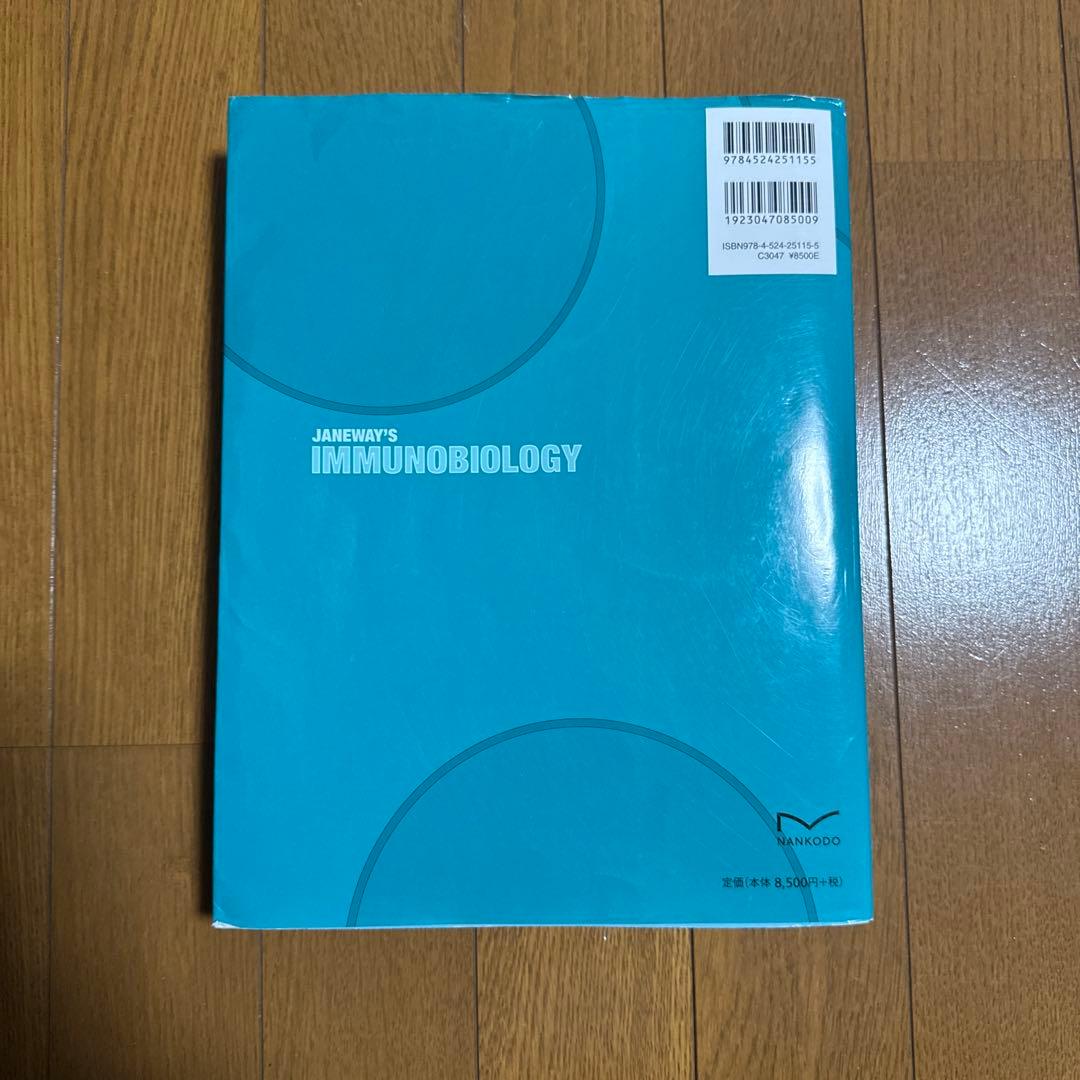 9784524251155
1923047085009
ISBN978-4-524-25115-5
C3047 ¥8500E
JANEWAY'S
IMMUNOBIOLOGY
NANKODO
定価(本体 8,500円+税)